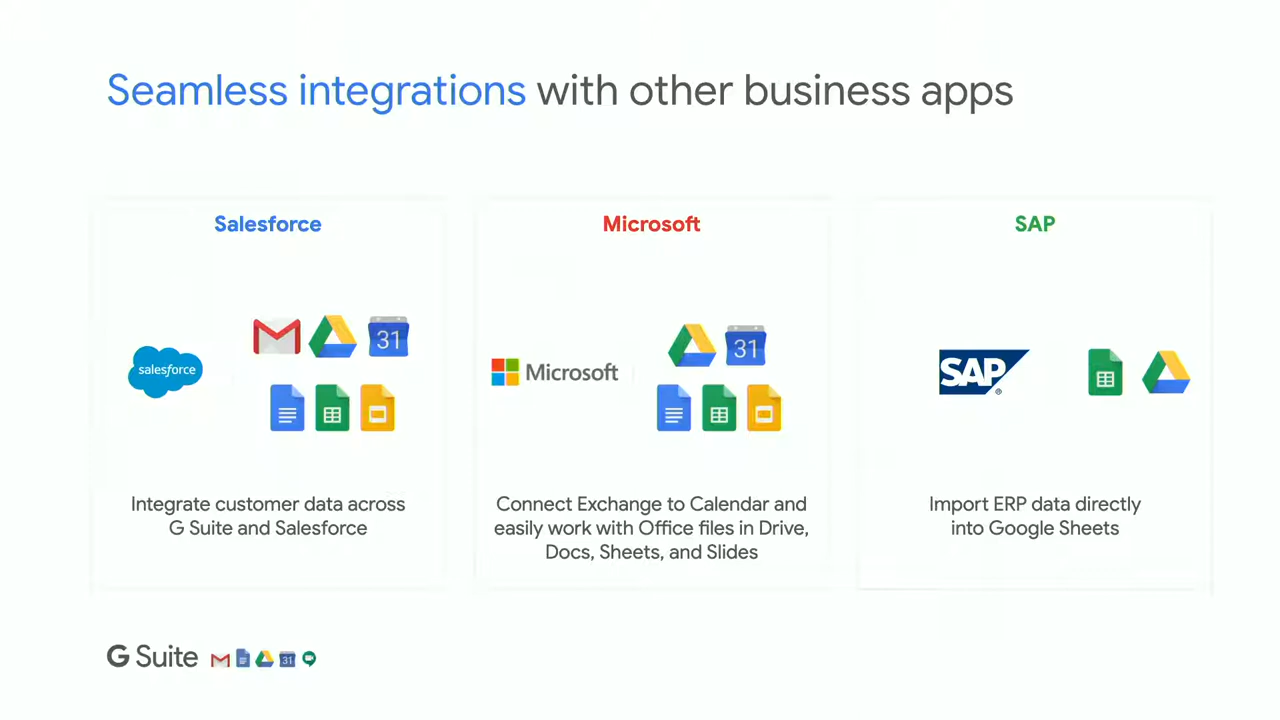 Seamless integrations with other business apps
Salesforce
salesforce
31
Integrate customer data across
G Suite and Salesforce
Microsoft
Microsoft
31
Connect Exchange to Calendar and
easily work with Office files in Drive,
Docs, Sheets, and Slides
SAP
SAP ®
Import ERP data directly
into Google Sheets
G Suite 31